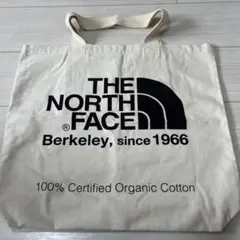 THE
NORTH
®FACE
Berkeley, since 1966
100% Certified Organic Cotton